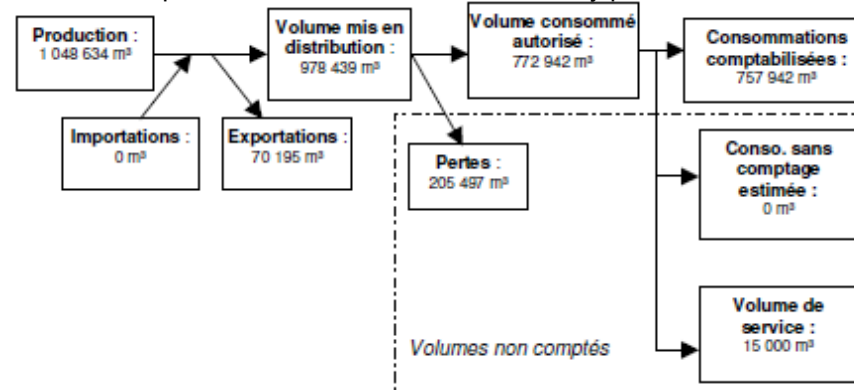 Production :
1 048 634 m³
Volume mis en
distribution :
978 439 m³
Volume consommé
autorisé :
772 942 m³
Consommations
comptabilisées :
757 942 m³
Importations :
0 m³
Exportations :
70 195 m³
Pertes :
205 497 m³
Conso. sans
comptage
estimée :
0 m³
Volume de
service :
15 000 m³
Volumes non comptés